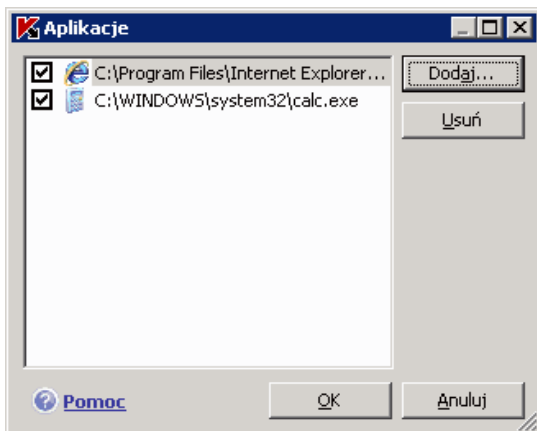 Aplikacje
C:\Program Files\Internet Explorer...
C:\WINDOWS\system32\calc.exe
Dodaj...
Usuń
Pomoc
OK
Anuluj